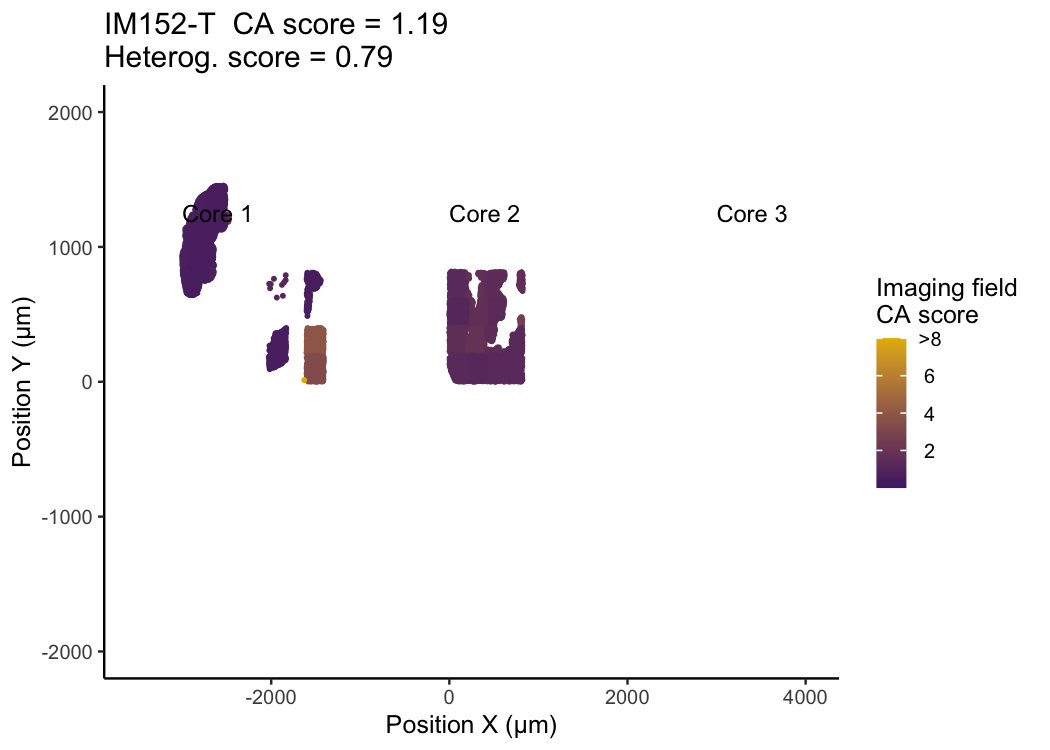 IM152-T  CA score = 1.19
Heterog. score = 0.79
Core 1
Core 2
Core 3
2000
1000
0
-1000
-2000
Position Y (µm)
-2000
0
2000
4000
Position X (µm)
Imaging field
CA score
>8
6
4
2